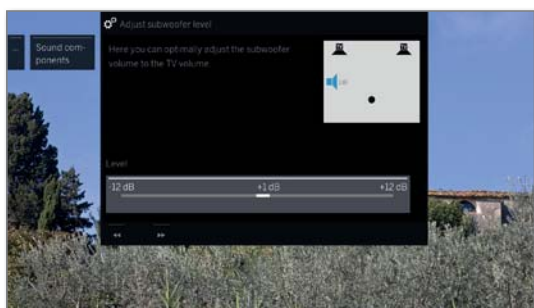 Adjust subwoofer level
...
Sound com-
ponents
Here you can optimally adjust the subwoofer
volume to the TV volume.
Level
-12 dB +1 dB +12 dB